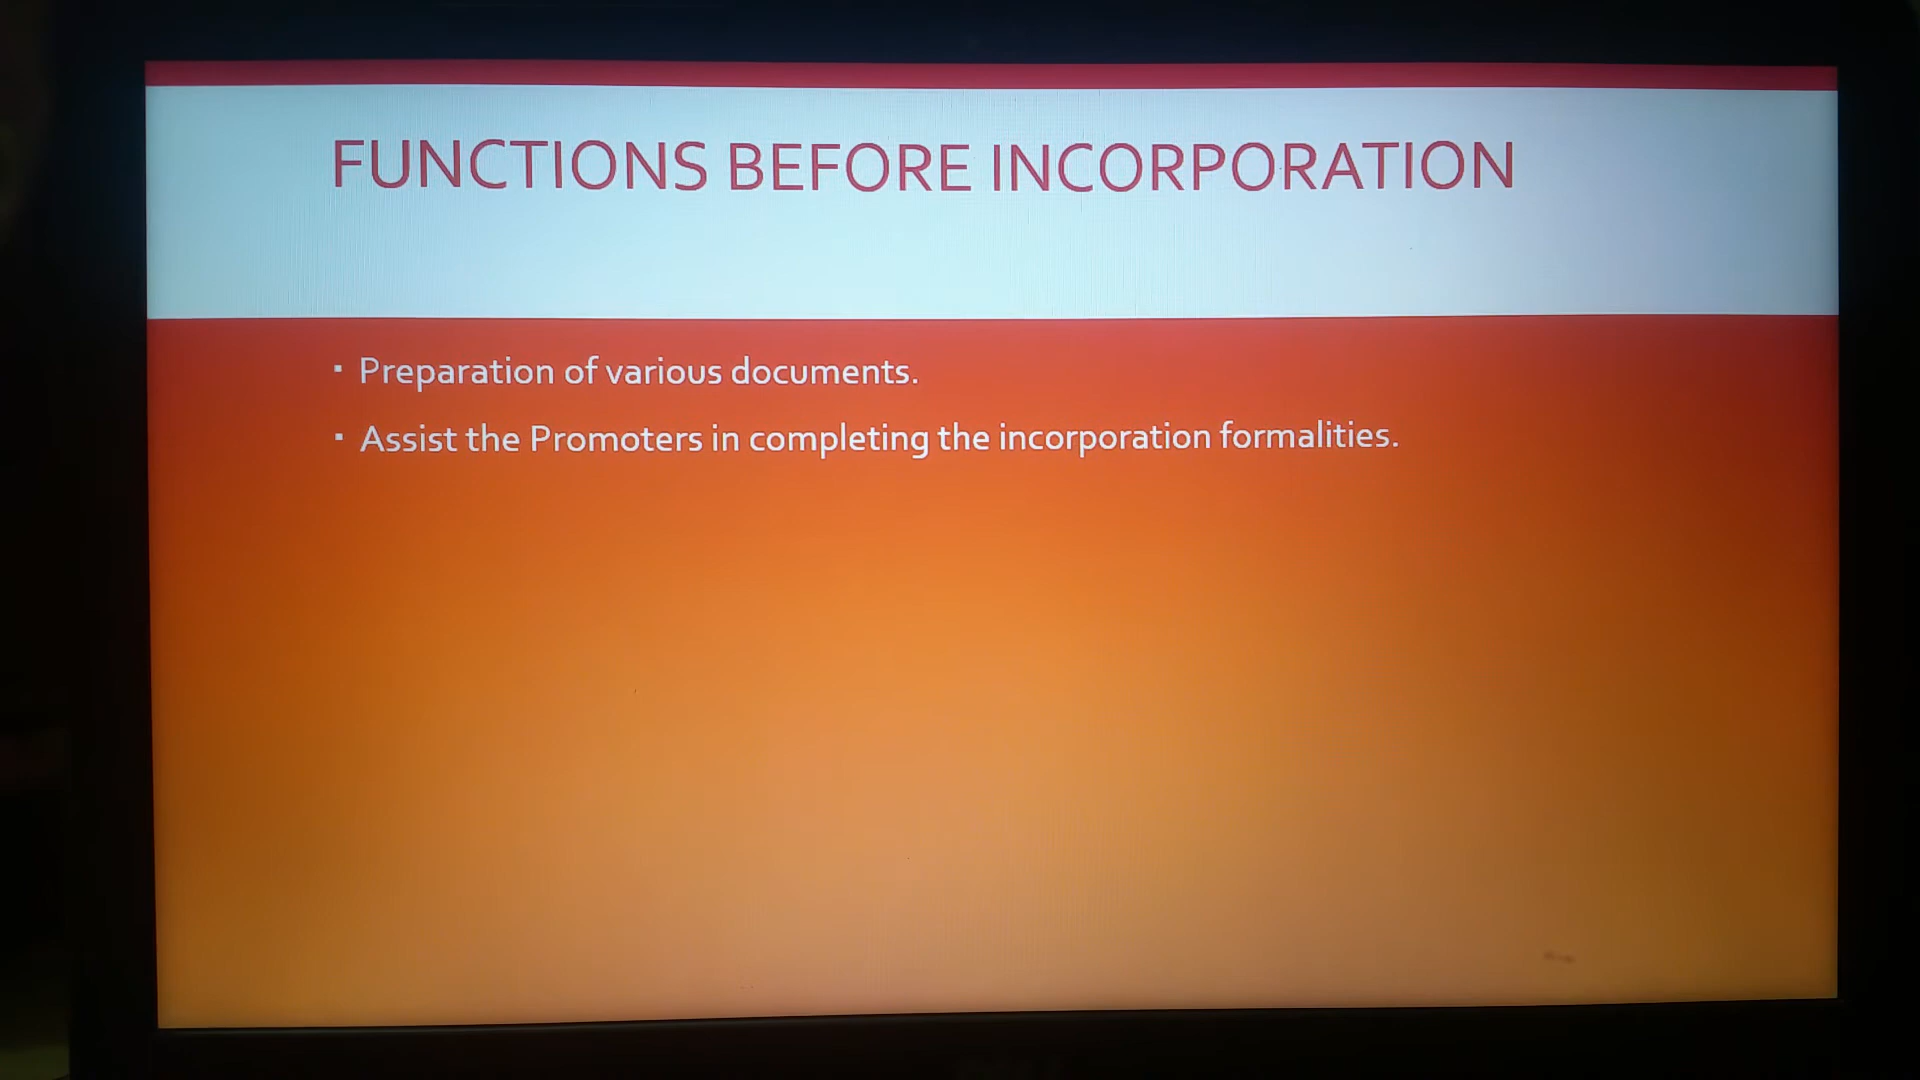 FUNCTIONS BEFORE INCORPORATION
▪ Preparation of various documents.
▪ Assist the Promoters in completing the incorporation formalities.